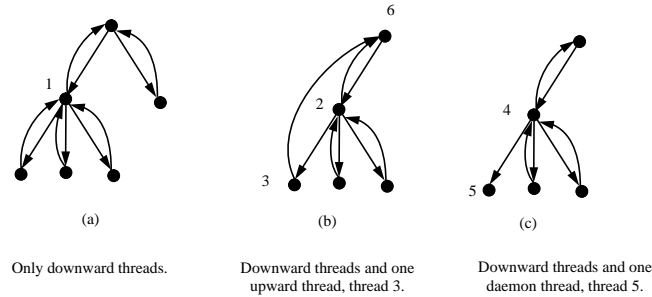 6
1
2
4
3
5
(a)
(b)
(c)
Only downward threads.
Downward threads and one
upward thread, thread 3.
Downward threads and one
daemon thread, thread 5.